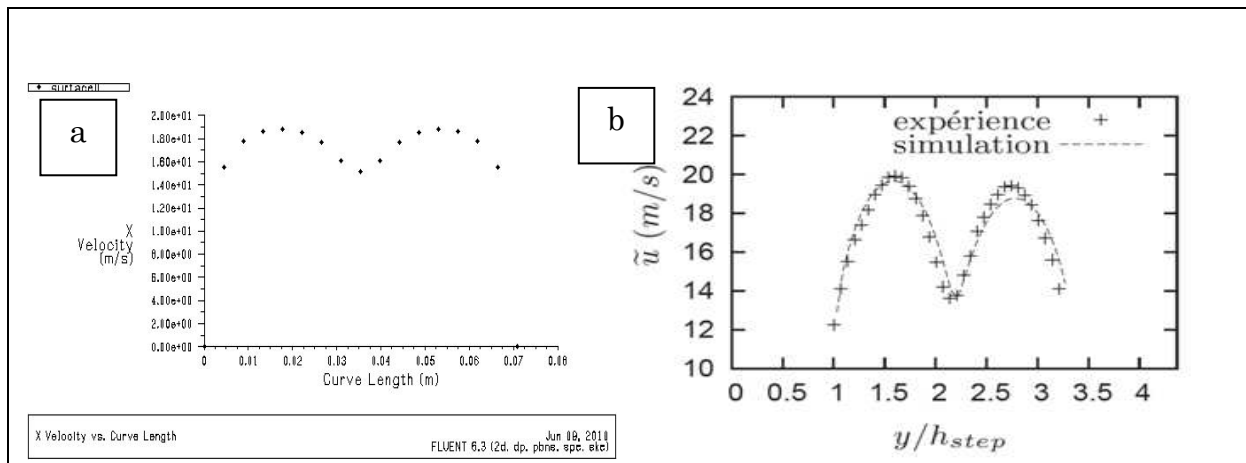 surface11
a
2.00e+01
1.80e+01
1.60e+01
1.40e+01
1.20e+01
1.00e+01
8.00e+00
6.00e+00
4.00e+00
2.00e+00
0.00e+00
X
Velocity
(m/s)
0
0.01
0.02
0.03
0.04
0.05
0.06
0.07
0.08
Curve Length (m)
X Velocity vs. Curve Length
Jun 09, 2010
FLUENT 6.3 (2d, dp, pbns, spe, ske)
b
24
22
20
18
16
14
12
10
ũ (m/s)
expérience
simulation
0 0.5 1 1.5 2 2.5 3 3.5 4
y/h_step